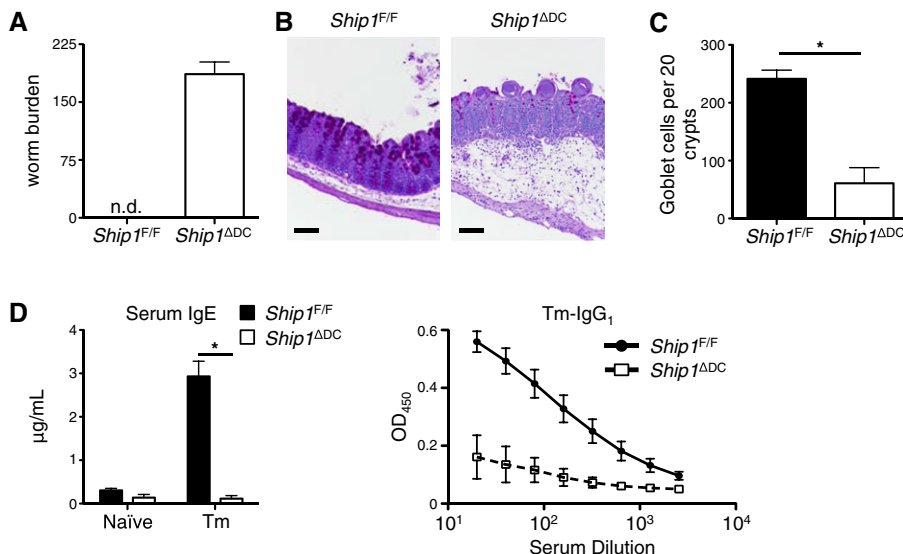 A
225
150
75
0
worm burden
n.d.
Ship1F/F
Ship1ΔDC
B
Ship1F/F
Ship1ΔDC
C
*
300
200
100
0
Goblet cells per 20
crypts
Ship1F/F
Ship1ΔDC
D
Serum IgE
Ship1F/F
Ship1ΔDC
*
4
3
2
1
0
µg/mL
Naïve
Tm
Tm-IgG1
Ship1F/F
Ship1ΔDC
0.6
0.4
0.2
0
OD450
10¹
10²
10³
10⁴
Serum Dilution